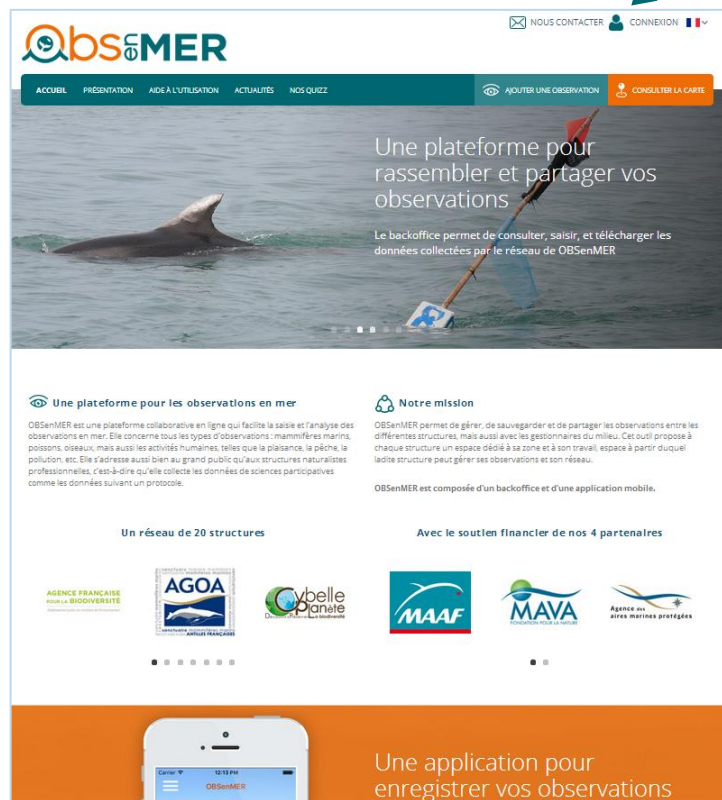 ObsenMER
NOUS CONTACTER CONNEXION
ACCUEIL PRÉSENTATION AIDE À L'UTILISATION ACTUALITÉS NOS QUIZZ AJOUTER UNE OBSERVATION CONSULTER LA CARTE
Une plateforme pour
rassembler et partager vos
observations
Le backoffice permet de consulter, saisir, et télécharger les
données collectées par le réseau de OBSenMER
Une plateforme pour les observations en mer
OBSenMER est une plateforme collaborative en ligne qui facilite la saisie et l'analyse des
observations en mer. Elle concerne tous les types d'observations : mammifères marins,
poissons, oiseaux, mais aussi les activités humaines, telles que la plaisance, la pêche, la
pollution, etc. Elle s'adresse aussi bien au grand public qu'aux structures naturalistes
professionnelles, c'est-à-dire qu'elle collecte les données de sciences participatives
comme les données suivant un protocole.
Notre mission
OBSenMER permet de gérer, de sauvegarder et de partager les observations entre les
différentes structures, mais aussi avec les gestionnaires du milieu. Cet outil propose à
chaque structure un espace dédié à sa zone et à son travail, espace à partir duquel
ladite structure peut gérer ses observations et son réseau.
OBSenMER est composée d'un backoffice et d'une application mobile.
Un réseau de 20 structures
AGENCE FRANÇAISE
POUR LA BIODIVERSITÉ
AGOA
ANTILLES FRANÇAISES
Cybelle
Planète
Avec le soutien financier de nos 4 partenaires
MAAF
MAVA
FONDATION POUR LA NATURE
Agence des
aires marines protégées
Carrier 12:13 PM
OBSenMER
Une application pour
enregistrer vos observations